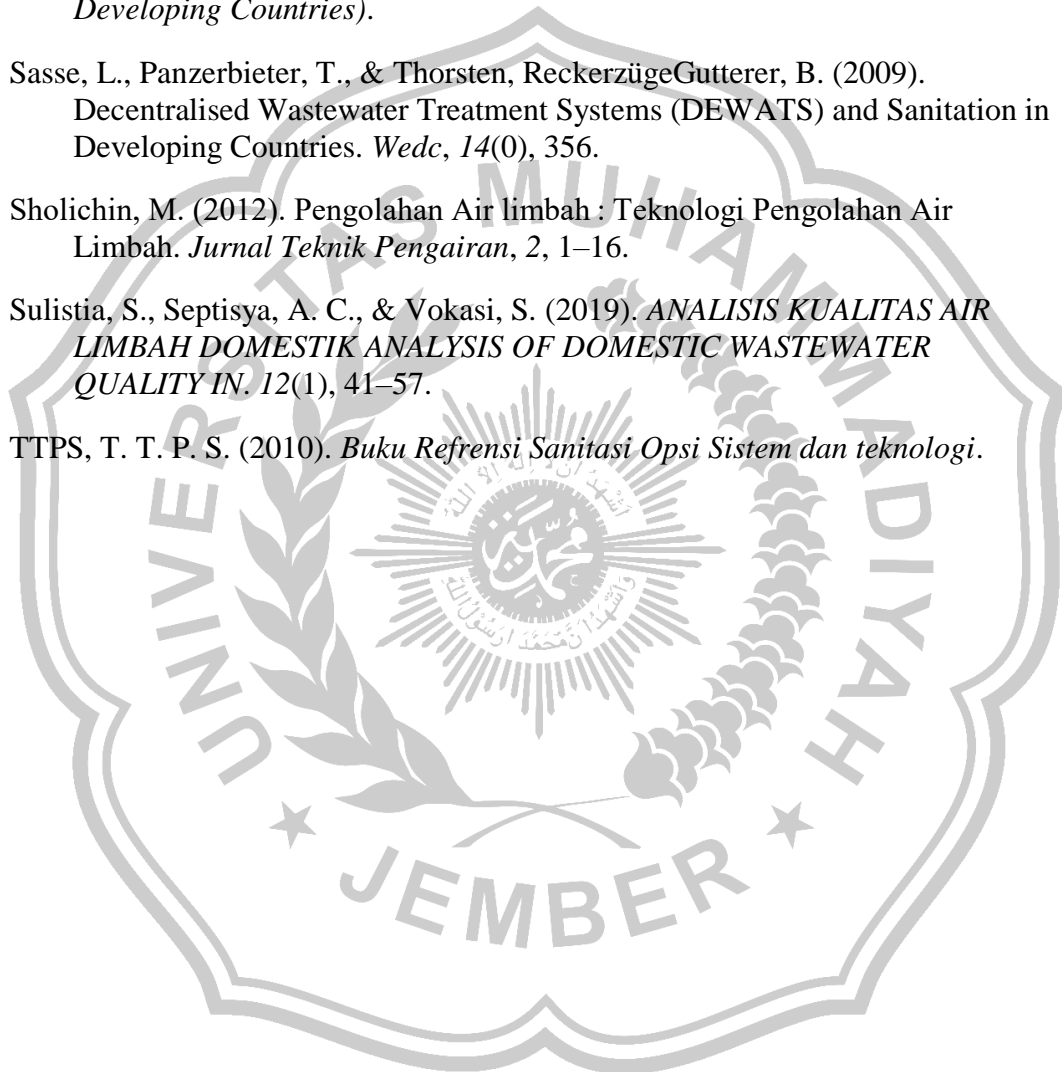 Developing Countries).
Sasse, L., Panzerbieter, T., & Thorsten, ReckerzügeGutterer, B. (2009).
Decentralised Wastewater Treatment Systems (DEWATS) and Sanitation in
Developing Countries. Wedc, 14(0), 356.
Sholichin, M. (2012). Pengolahan Air limbah : Teknologi Pengolahan Air
Limbah. Jurnal Teknik Pengairan, 2, 1–16.
Sulistia, S., Septisya, A. C., & Vokasi, S. (2019). ANALISIS KUALITAS AIR
LIMBAH DOMESTIK ANALYSIS OF DOMESTIC WASTEWATER
QUALITY IN. 12(1), 41–57.
TTPS, T. T. P. S. (2010). Buku Refrensi Sanitasi Opsi Sistem dan teknologi.
UNIVERSITAS MUHAMMADIYAH
JEMBER